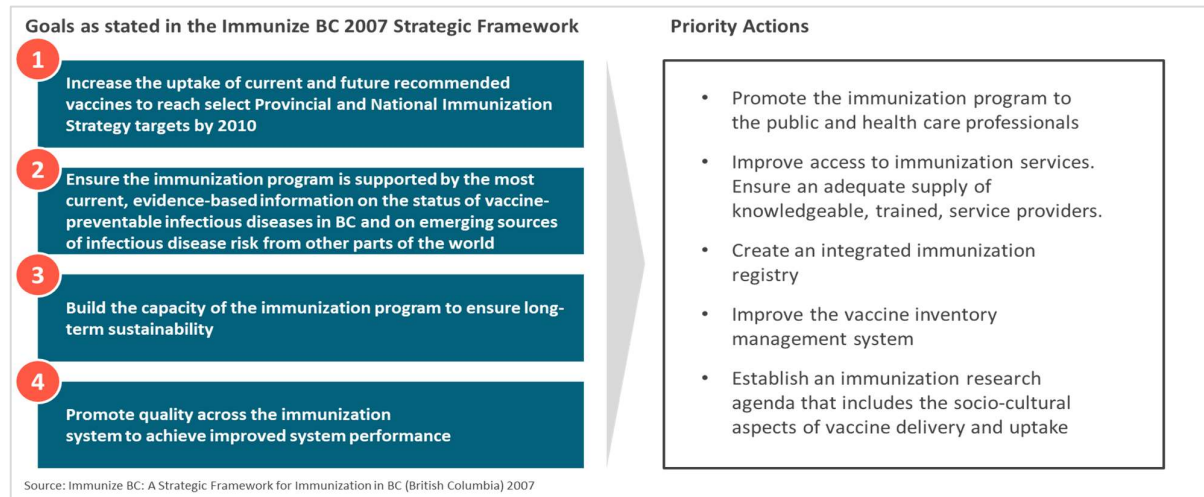 Goals as stated in the Immunize BC 2007 Strategic Framework
1
Increase the uptake of current and future recommended
vaccines to reach select Provincial and National Immunization
Strategy targets by 2010
2
Ensure the immunization program is supported by the most
current, evidence-based information on the status of vaccine-
preventable infectious diseases in BC and on emerging sources
of infectious disease risk from other parts of the world
3
Build the capacity of the immunization program to ensure long-
term sustainability
4
Promote quality across the immunization
system to achieve improved system performance
Priority Actions
• Promote the immunization program to
the public and health care professionals
• Improve access to immunization services.
Ensure an adequate supply of
knowledgeable, trained, service providers.
• Create an integrated immunization
registry
• Improve the vaccine inventory
management system
• Establish an immunization research
agenda that includes the socio-cultural
aspects of vaccine delivery and uptake
Source: Immunize BC: A Strategic Framework for Immunization in BC (British Columbia) 2007